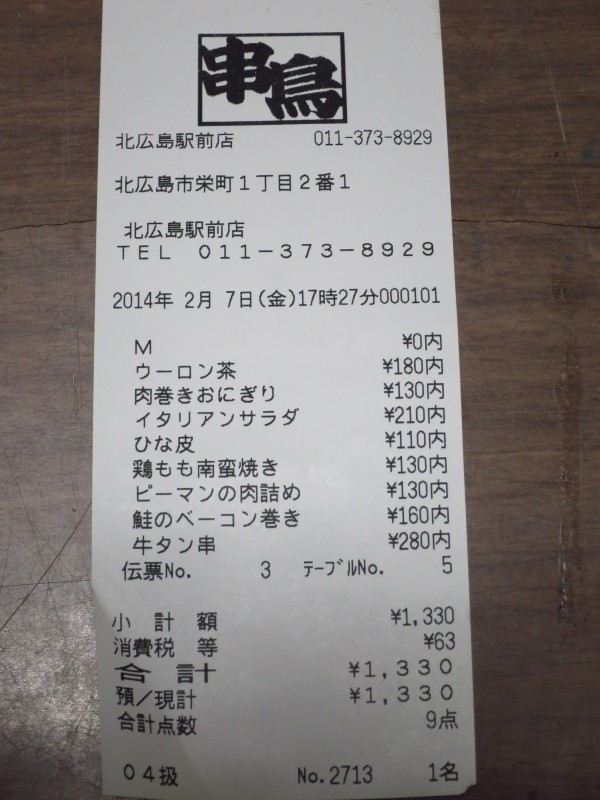 串鳥
北広島駅前店 011-373-8929
北広島市栄町1丁目2番1
北広島駅前店
TEL 011-373-8929
2014年 2月 7日(金)17時27分000101
M ¥0内
ウーロン茶 ¥180内
肉巻きおにぎり ¥130内
イタリアンサラダ ¥210内
ひな皮 ¥110内
鶏もも南蛮焼き ¥130内
ピーマンの肉詰め ¥130内
鮭のベーコン巻き ¥160内
牛タン串 ¥280内
伝票No. 3 テーブルNo. 5
小計額 ¥1,330
消費税等 ¥63
合計 ¥1,330
預/現計 ¥1,330
合計点数 9点
04扱 No.2713 1名